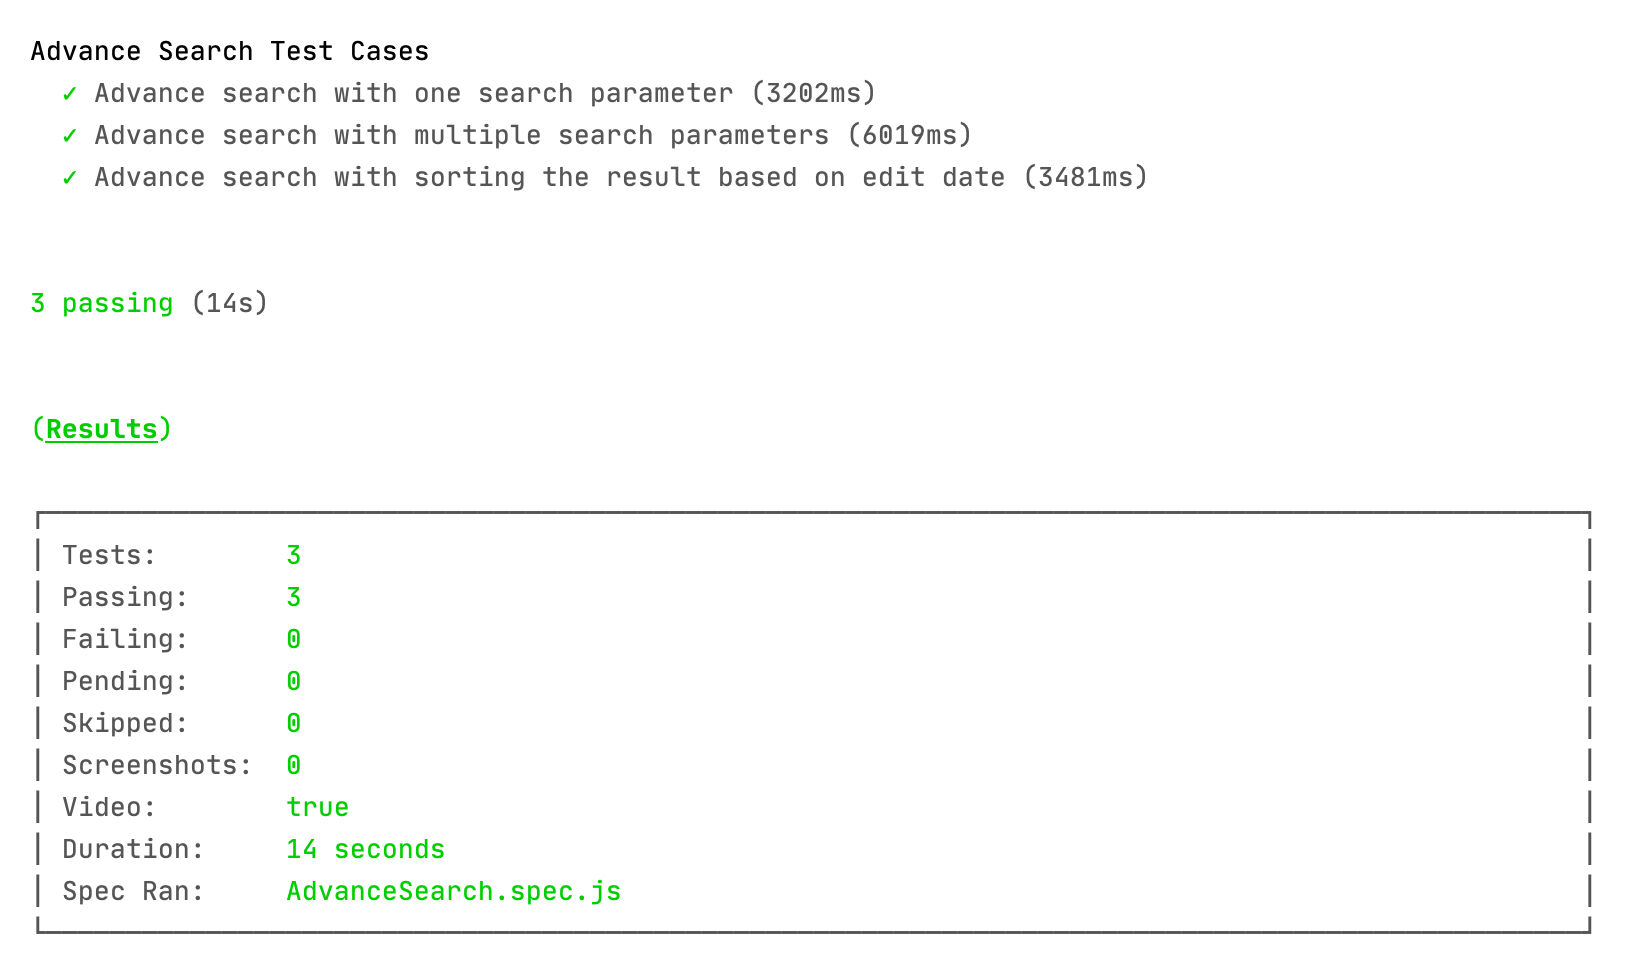 Advance Search Test Cases
✓ Advance search with one search parameter (3202ms)
✓ Advance search with multiple search parameters (6019ms)
✓ Advance search with sorting the result based on edit date (3481ms)
3 passing (14s)
(Results)
Tests: 3
Passing: 3
Failing: 0
Pending: 0
Skipped: 0
Screenshots: 0
Video: true
Duration: 14 seconds
Spec Ran: AdvanceSearch.spec.js